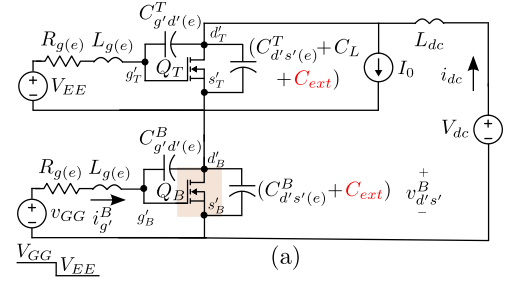 C^T_{g'd'(e)}
R_{g(e)} L_{g(e)} d'_T (C^T_{d's'(e)}+C_L
+C_{ext})
L_{dc}
g'_T Q_T s'_T I_0 i_{dc}
+ − V_{EE}
V_{dc} + −
C^B_{g'd'(e)}
R_{g(e)} L_{g(e)} d'_B
+ − v_{GG} i^B_{g'} g'_B Q_B s'_B (C^B_{d's'(e)}+C_{ext}) + v^B_{d's'} −
V_{GG}
V_{EE}
(a)